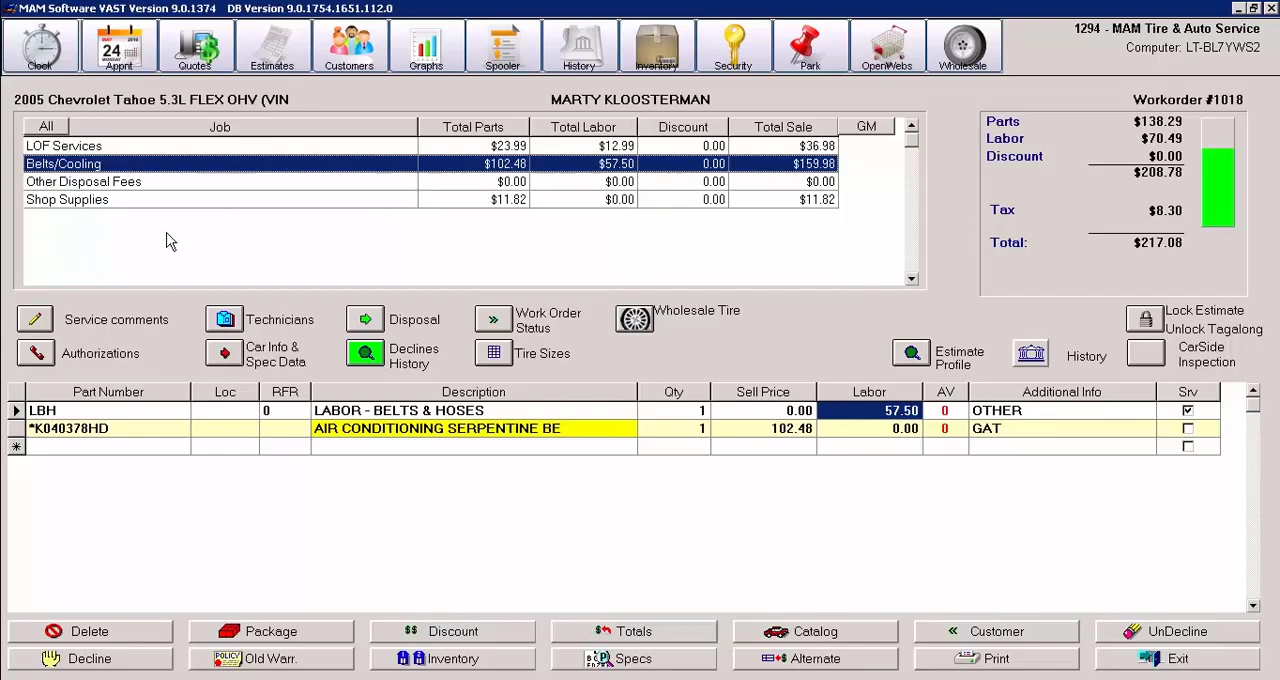 MAM Software VAST Version 9.0.1374 DB Version 9.0.1754.1651.112.0
Clock
MAY 24 MONDAY Appnt
Quotes
Estimates
Customers
Graphs
Spooler
History
Inventory
Security
Park
OpenWebs
Wholesale
1294 - MAM Tire & Auto Service
Computer: LT-BL7YWS2
2005 Chevrolet Tahoe 5.3L FLEX OHV (VIN MARTY KLOOSTERMAN Workorder #1018
All Job Total Parts Total Labor Discount Total Sale GM
LOF Services $23.99 $12.99 0.00 $36.98
Belts/Cooling $102.48 $57.50 0.00 $159.98
Other Disposal Fees $0.00 $0.00 0.00 $0.00
Shop Supplies $11.82 $0.00 0.00 $11.82
Parts $138.29
Labor $70.49
Discount $0.00
$208.78
Tax $8.30
Total: $217.08
Service comments
Technicians
Disposal
Work Order
Status
Wholesale Tire
Lock Estimate
Unlock Tagalong
Authorizations
Car Info &
Spec Data
Declines
History
Tire Sizes
Estimate
Profile
History
CarSide
Inspection
Part Number Loc RFR Description Qty Sell Price Labor AV Additional Info Srv
LBH 0 LABOR - BELTS & HOSES 1 0.00 57.50 0 OTHER
*K040378HD AIR CONDITIONING SERPENTINE BE 1 102.48 0.00 0 GAT
Delete
Package
$$ Discount
Totals
Catalog
Customer
UnDecline
Decline
POLICY Old Warr.
Inventory
Specs
Alternate
Print
Exit